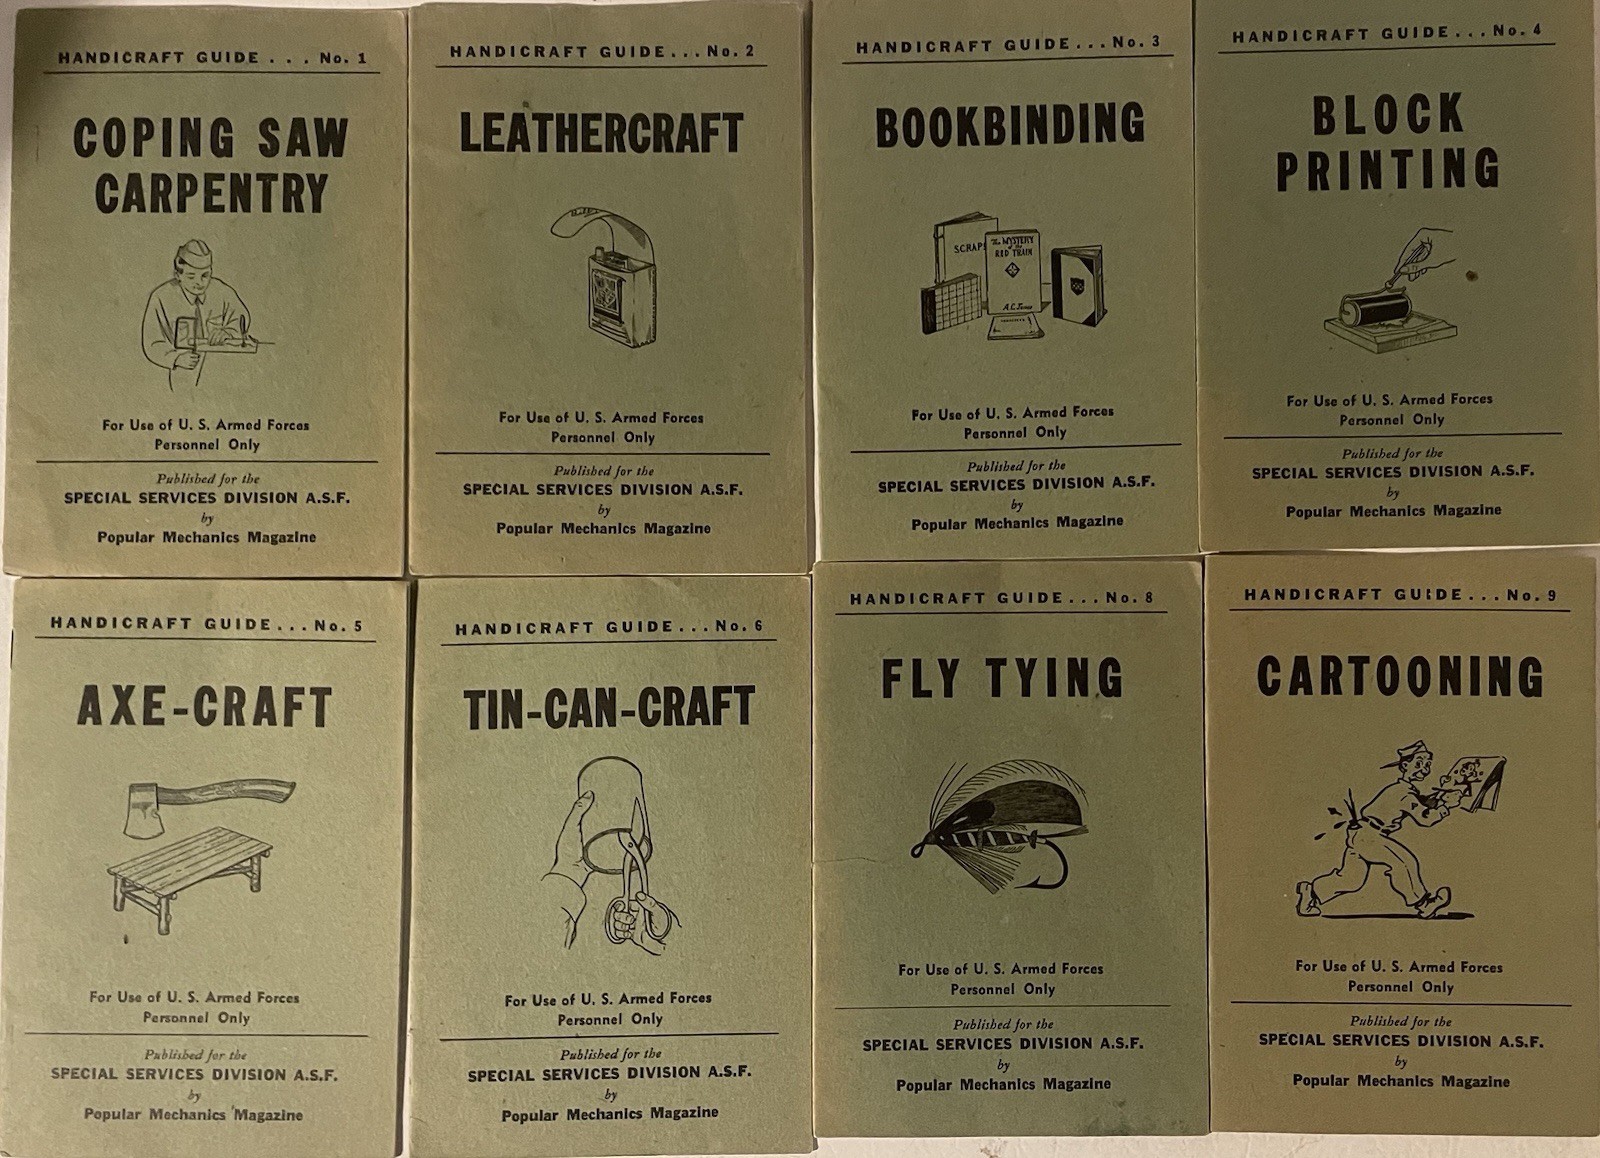 HANDICRAFT GUIDE . . . No. 1
COPING SAW
CARPENTRY
For Use of U. S. Armed Forces
Personnel Only
Published for the
SPECIAL SERVICES DIVISION A.S.F.
by
Popular Mechanics Magazine
HANDICRAFT GUIDE . . . No. 2
LEATHERCRAFT
For Use of U. S. Armed Forces
Personnel Only
Published for the
SPECIAL SERVICES DIVISION A.S.F.
by
Popular Mechanics Magazine
HANDICRAFT GUIDE . . . No. 3
BOOKBINDING
SCRAP
The MYSTERY
of the
RED TRAIN
A.C. Jones
For Use of U. S. Armed Forces
Personnel Only
Published for the
SPECIAL SERVICES DIVISION A.S.F.
by
Popular Mechanics Magazine
HANDICRAFT GUIDE . . . No. 4
BLOCK
PRINTING
For Use of U. S. Armed Forces
Personnel Only
Published for the
SPECIAL SERVICES DIVISION A.S.F.
by
Popular Mechanics Magazine
HANDICRAFT GUIDE . . . No. 5
AXE-CRAFT
For Use of U. S. Armed Forces
Personnel Only
Published for the
SPECIAL SERVICES DIVISION A.S.F.
by
Popular Mechanics Magazine
HANDICRAFT GUIDE . . . No. 6
TIN-CAN-CRAFT
For Use of U. S. Armed Forces
Personnel Only
Published for the
SPECIAL SERVICES DIVISION A.S.F.
by
Popular Mechanics Magazine
HANDICRAFT GUIDE . . . No. 8
FLY TYING
For Use of U. S. Armed Forces
Personnel Only
Published for the
SPECIAL SERVICES DIVISION A.S.F.
by
Popular Mechanics Magazine
HANDICRAFT GUIDE . . . No. 9
CARTOONING
For Use of U. S. Armed Forces
Personnel Only
Published for the
SPECIAL SERVICES DIVISION A.S.F.
by
Popular Mechanics Magazine